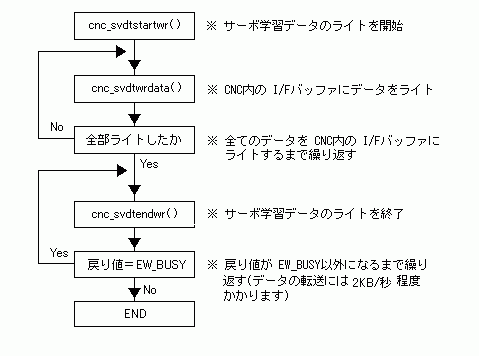 cnc_svdtstartwr()
※ サーボ学習データのライトを開始
cnc_svdtwrdata()
※ CNC内の I/Fバッファにデータをライト
No
全部ライトしたか
※ 全てのデータを CNC内の I/Fバッファに
ライトするまで繰り返す
Yes
cnc_svdtendwr()
※ サーボ学習データのライトを終了
Yes
戻り値＝EW_BUSY
※ 戻り値が EW_BUSY以外になるまで繰り
返す(データの転送には 2KB/秒 程度
かかります)
No
END